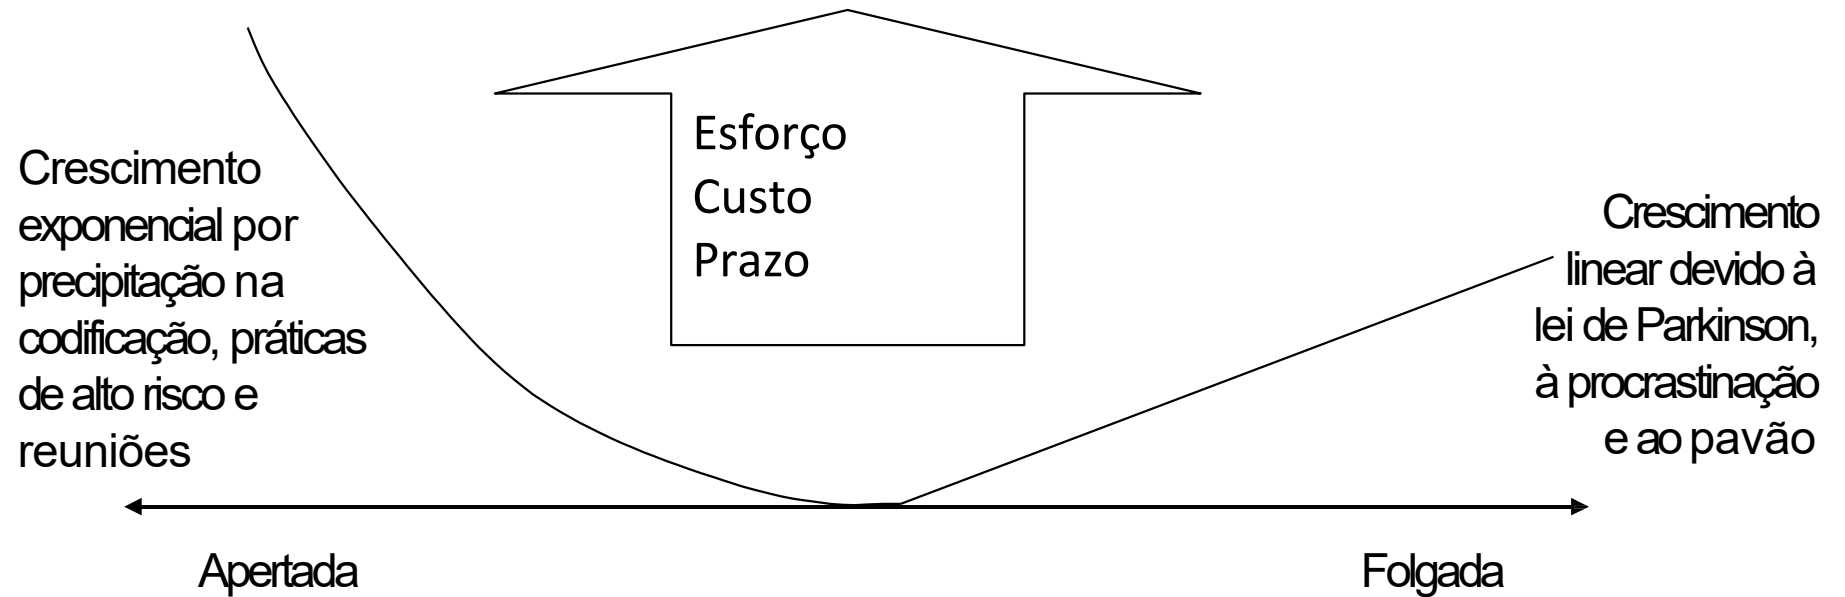 Crescimento
exponencial por
precipitação na
codificação, práticas
de alto risco e
reuniões
Esforço
Custo
Prazo
Crescimento
linear devido à
lei de Parkinson,
à procrastinação
e ao pavão
Apertada
Folgada